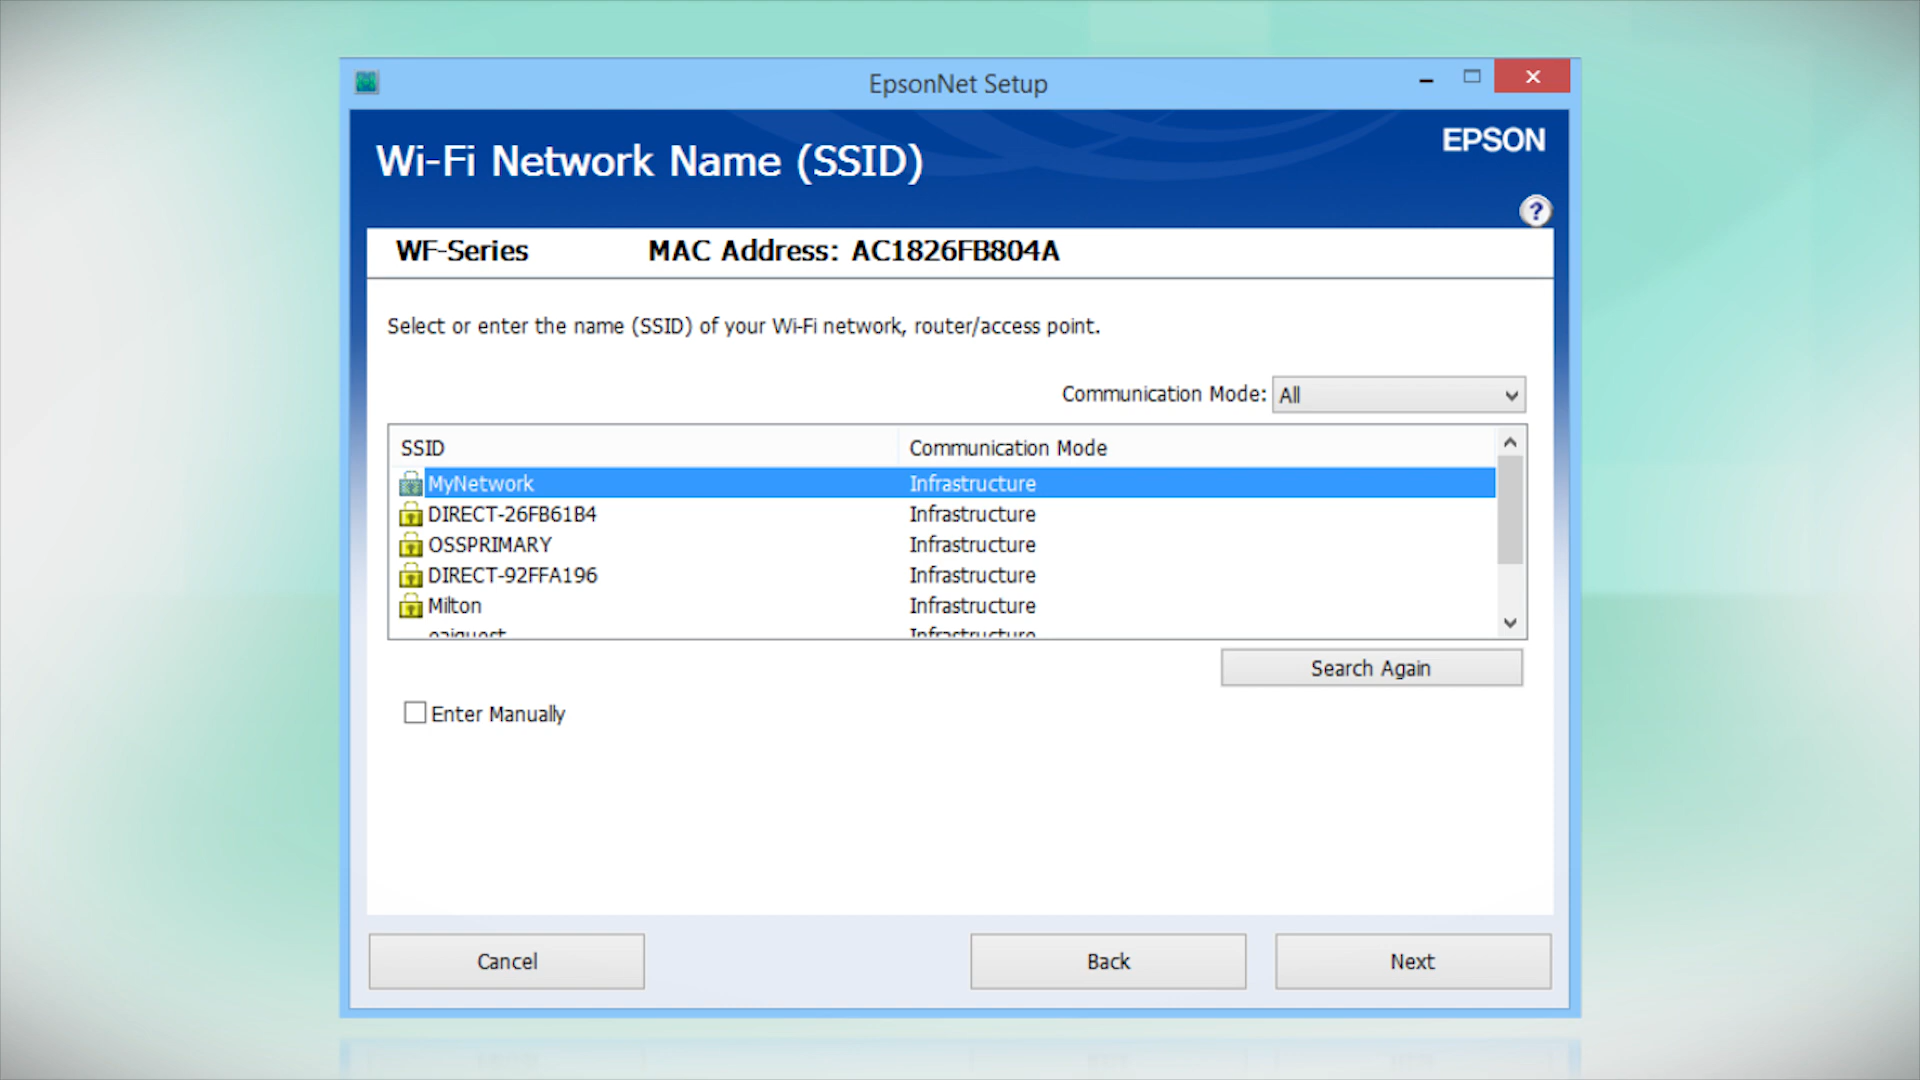 EpsonNet Setup
Wi-Fi Network Name (SSID)
EPSON
?
WF-Series MAC Address: AC1826FB804A
Select or enter the name (SSID) of your Wi-Fi network, router/access point.
Communication Mode: All
SSID Communication Mode
MyNetwork Infrastructure
DIRECT-26FB61B4 Infrastructure
OSSPRIMARY Infrastructure
DIRECT-92FFA196 Infrastructure
Milton Infrastructure
Infrastructure
Search Again
Enter Manually
Cancel Back Next